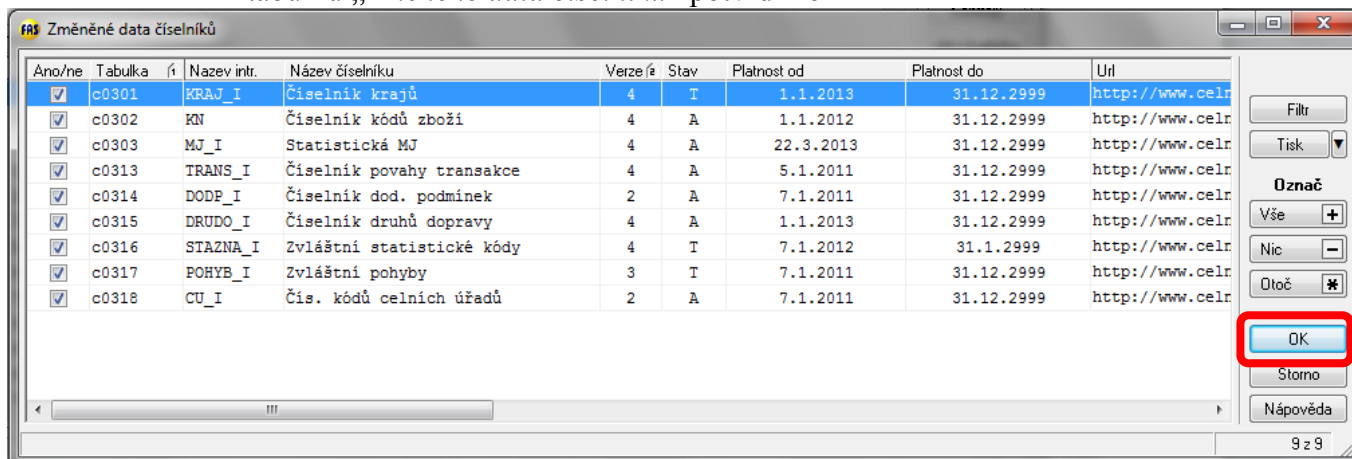 FAS Změněné data číselníků
Ano/ne Tabulka 1 Nazev intr. Název číselníku Verze 2 Stav Platnost od Platnost do Url
c0301 KRAJ_I Číselník krajů 4 T 1.1.2013 31.12.2999 http://www.celn
c0302 KN Číselník kódů zboží 4 A 1.1.2012 31.12.2999 http://www.celn
c0303 MJ_I Statistická MJ 4 A 22.3.2013 31.12.2999 http://www.celn
c0313 TRANS_I Číselník povahy transakce 4 A 5.1.2011 31.12.2999 http://www.celn
c0314 DODP_I Číselník dod. podmínek 2 A 7.1.2011 31.12.2999 http://www.celn
c0315 DRUDO_I Číselník druhů dopravy 4 A 1.1.2013 31.12.2999 http://www.celn
c0316 STAZNA_I Zvláštní statistické kódy 4 T 7.1.2012 31.1.2999 http://www.celn
c0317 POHYB_I Zvláštní pohyby 3 T 7.1.2011 31.12.2999 http://www.celn
c0318 CU_I Čís. kódů celních úřadů 2 A 7.1.2011 31.12.2999 http://www.celn
Filtr
Tisk
Označ
Vše +
Nic −
Otoč *
OK
Storno
Nápověda
9 z 9